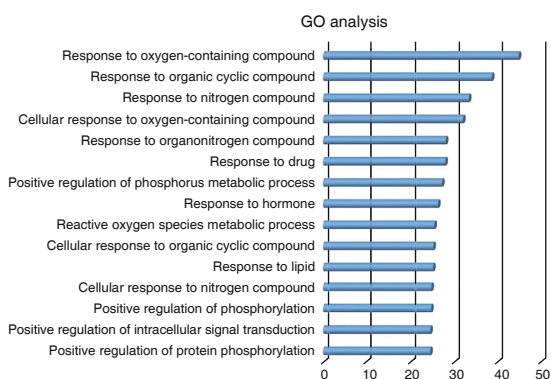 GO analysis
Response to oxygen-containing compound
Response to organic cyclic compound
Response to nitrogen compound
Cellular response to oxygen-containing compound
Response to organonitrogen compound
Response to drug
Positive regulation of phosphorus metabolic process
Response to hormone
Reactive oxygen species metabolic process
Cellular response to organic cyclic compound
Response to lipid
Cellular response to nitrogen compound
Positive regulation of phosphorylation
Positive regulation of intracellular signal transduction
Positive regulation of protein phosphorylation
0 10 20 30 40 50